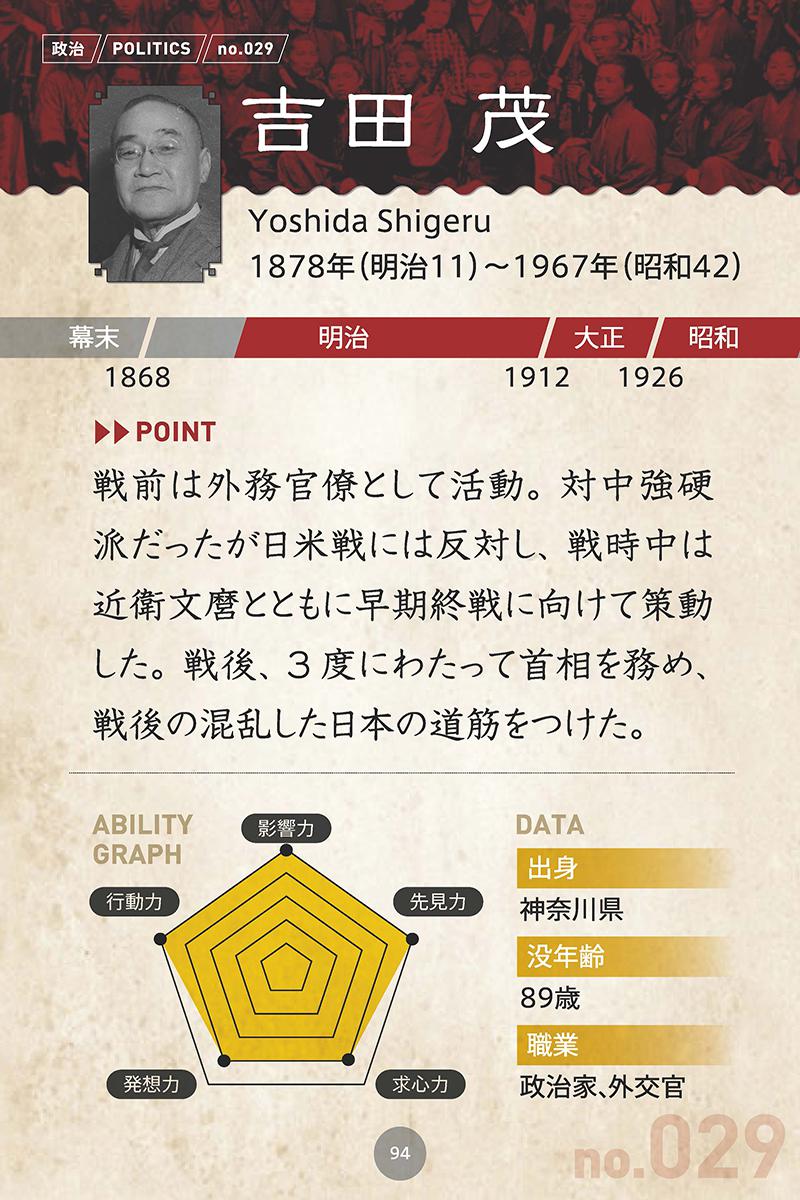 政治 POLITICS no.029
吉田 茂
Yoshida Shigeru
1878年(明治11)～1967年(昭和42)
幕末 明治 大正 昭和
1868 1912 1926
POINT
戦前は外務官僚として活動。対中強硬
派だったが日米戦には反対し、戦時中は
近衛文麿とともに早期終戦に向けて策動
した。戦後、3度にわたって首相を務め、
戦後の混乱した日本の道筋をつけた。
ABILITY
GRAPH
影響力
行動力
先見力
発想力
求心力
DATA
出身
神奈川県
没年齢
89歳
職業
政治家、外交官
94
no.029